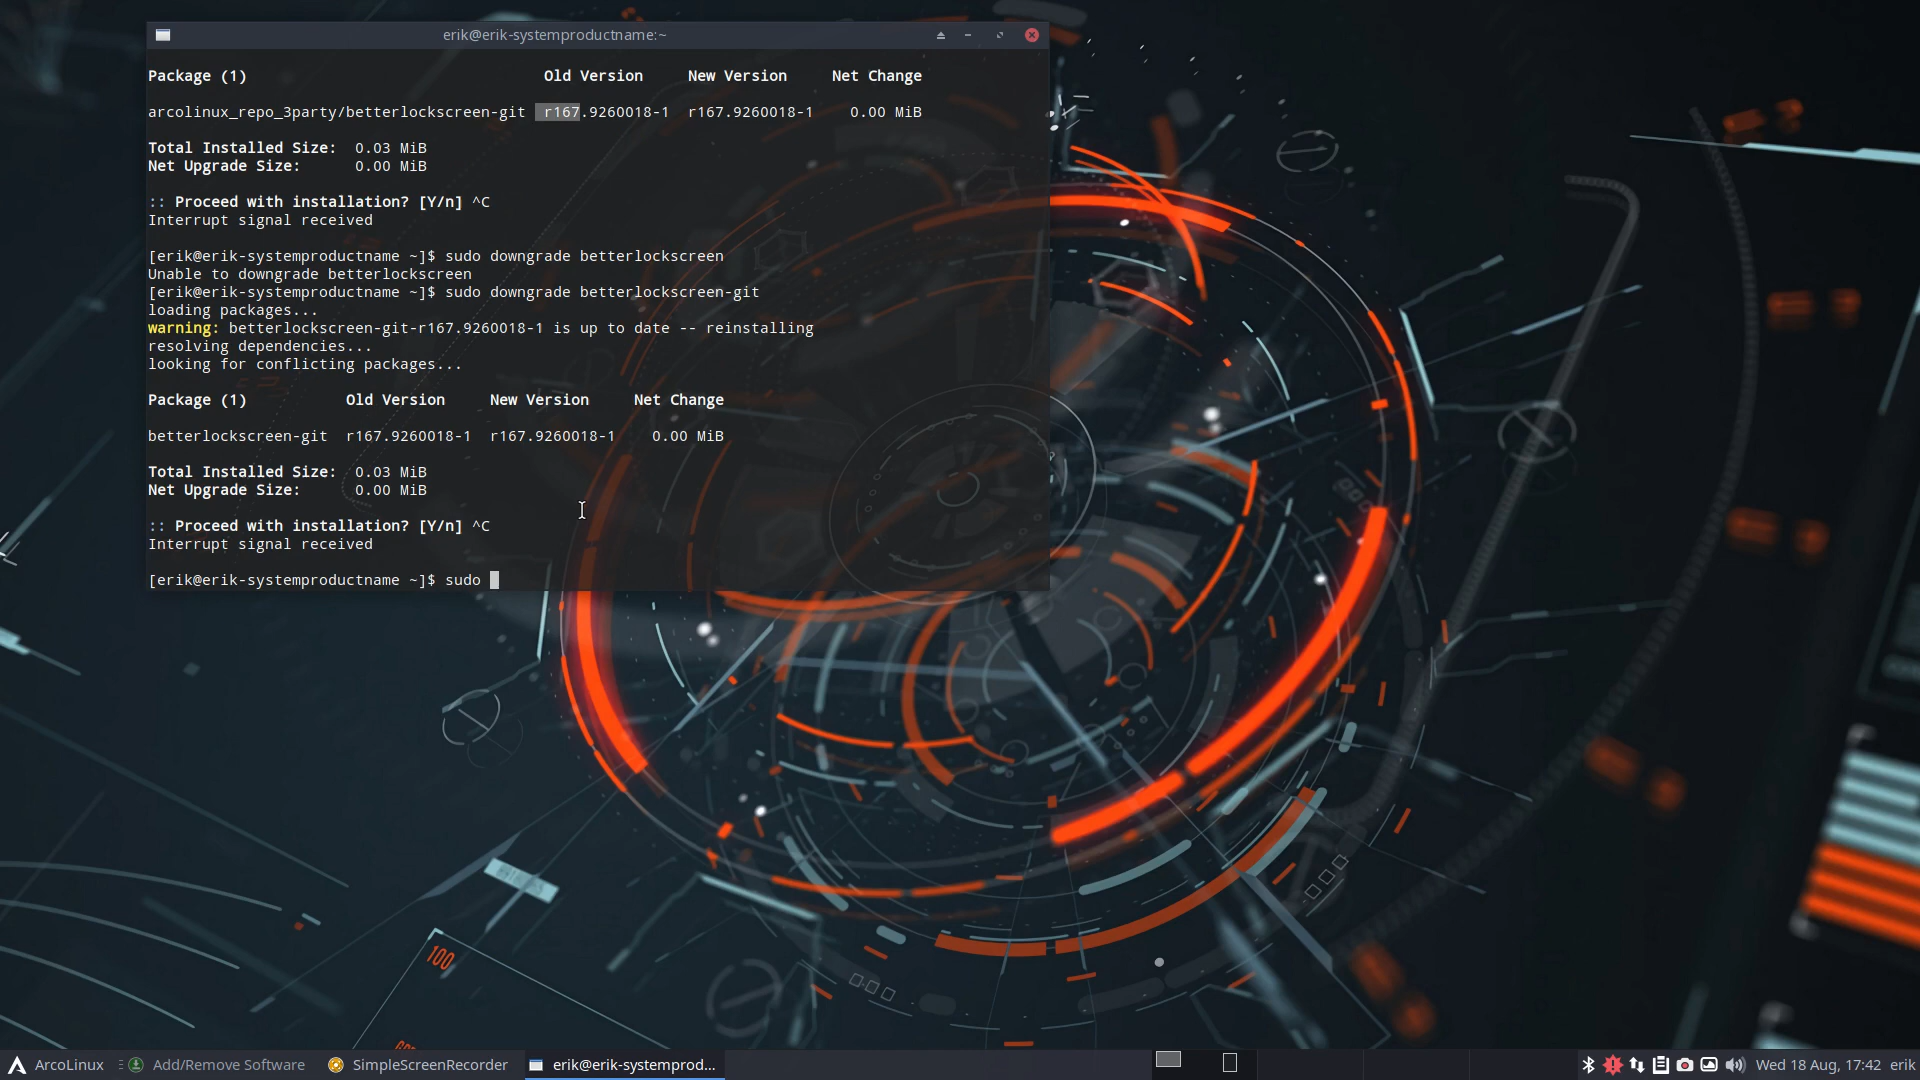 erik@erik-systemproductname:~
Package (1) Old Version New Version Net Change
arcolinux_repo_3party/betterlockscreen-git r167.9260018-1 r167.9260018-1 0.00 MiB
Total Installed Size: 0.03 MiB
Net Upgrade Size: 0.00 MiB
:: Proceed with installation? [Y/n] ^C
Interrupt signal received
[erik@erik-systemproductname ~]$ sudo downgrade betterlockscreen
Unable to downgrade betterlockscreen
[erik@erik-systemproductname ~]$ sudo downgrade betterlockscreen-git
loading packages...
warning: betterlockscreen-git-r167.9260018-1 is up to date -- reinstalling
resolving dependencies...
looking for conflicting packages...
Package (1) Old Version New Version Net Change
betterlockscreen-git r167.9260018-1 r167.9260018-1 0.00 MiB
Total Installed Size: 0.03 MiB
Net Upgrade Size: 0.00 MiB
:: Proceed with installation? [Y/n] ^C
Interrupt signal received
[erik@erik-systemproductname ~]$ sudo
100
ArcoLinux Add/Remove Software SimpleScreenRecorder erik@erik-systemprod... Wed 18 Aug, 17:42 erik